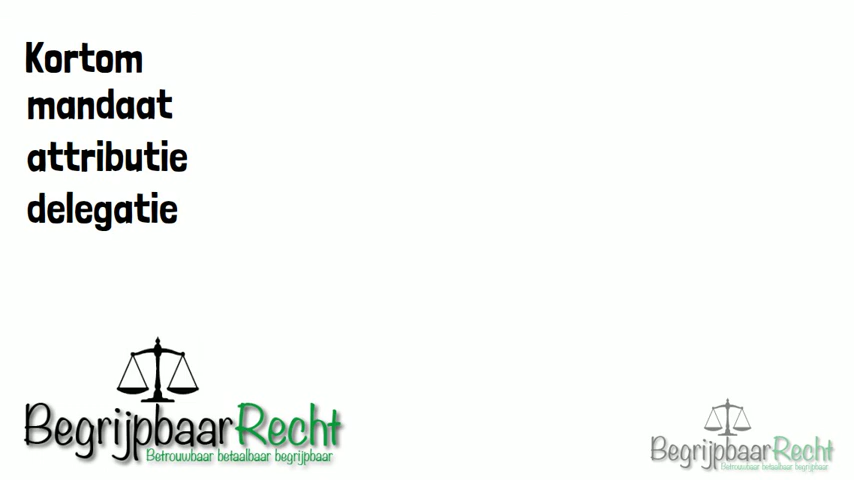 Kortom
mandaat
attributie
delegatie
BegrijpbaarRecht
Betrouwbaar betaalbaar begrijpbaar
BegrijpbaarRecht
Betrouwbaar betaalbaar begrijpbaar